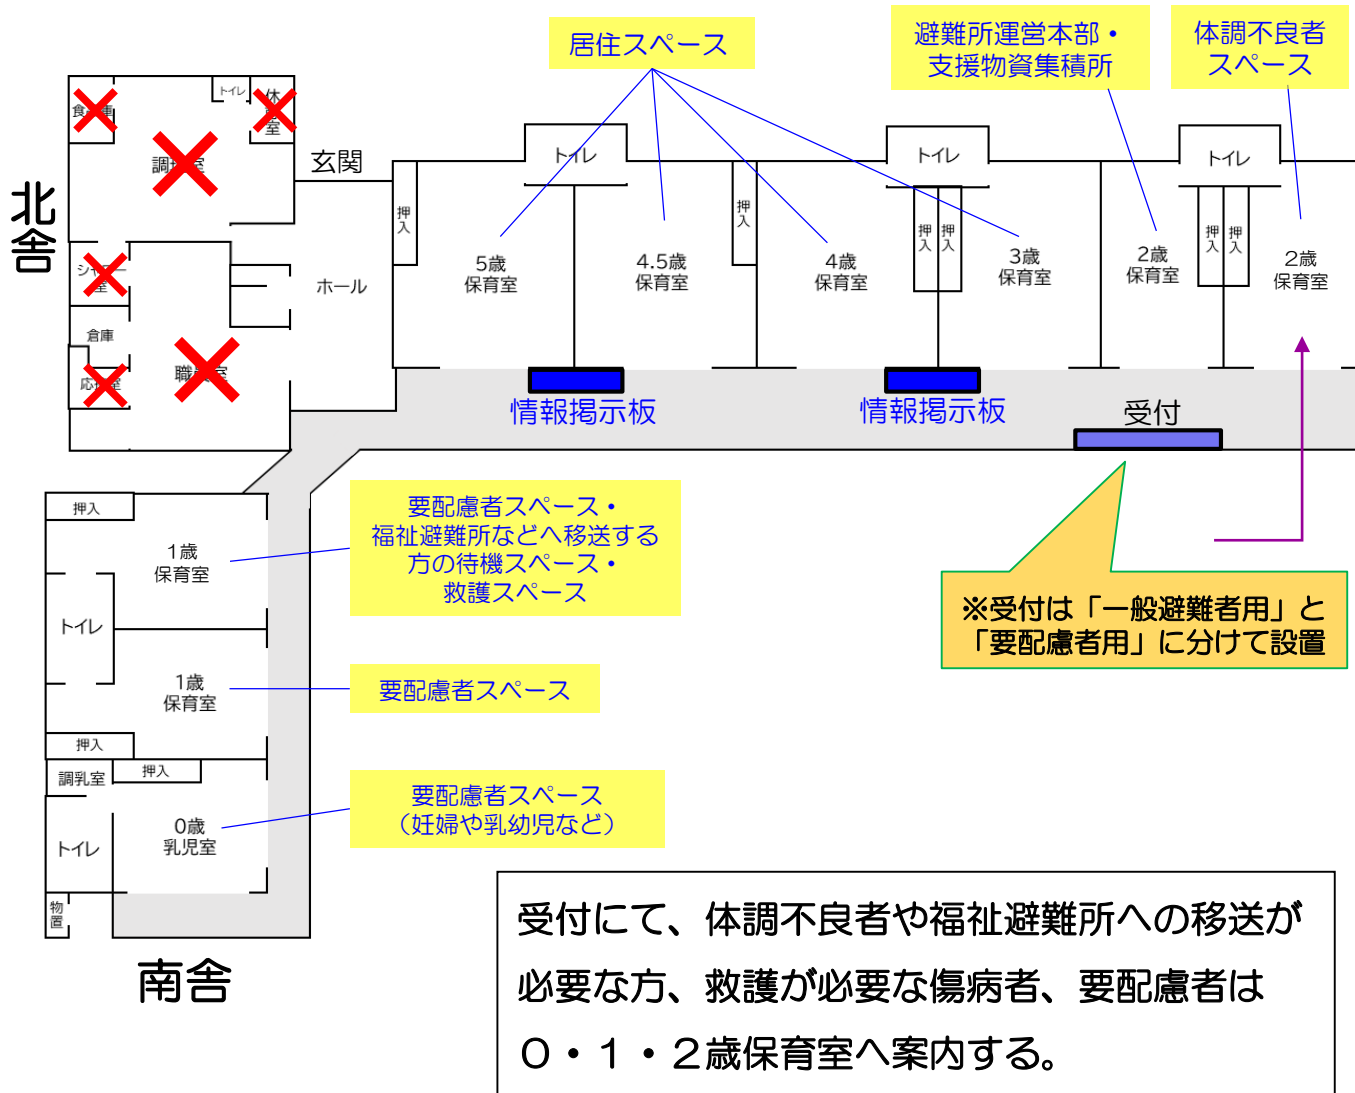 居住スペース
避難所運営本部・
支援物資集積所
体調不良者
スペース
北舎
トイレ
玄関
トイレ
トイレ
トイレ
押入
押入
押入
押入
押入
押入
5歳
保育室
4.5歳
保育室
4歳
保育室
3歳
保育室
2歳
保育室
2歳
保育室
ホール
倉庫
情報掲示板
情報掲示板
受付
押入
1歳
保育室
トイレ
1歳
保育室
押入
調乳室
押入
0歳
乳児室
トイレ
物置
南舎
要配慮者スペース・
福祉避難所などへ移送する
方の待機スペース・
救護スペース
要配慮者スペース
要配慮者スペース
（妊婦や乳幼児など）
※受付は「一般避難者用」と
「要配慮者用」に分けて設置
受付にて、体調不良者や福祉避難所への移送が
必要な方、救護が必要な傷病者、要配慮者は
０・１・２歳保育室へ案内する。